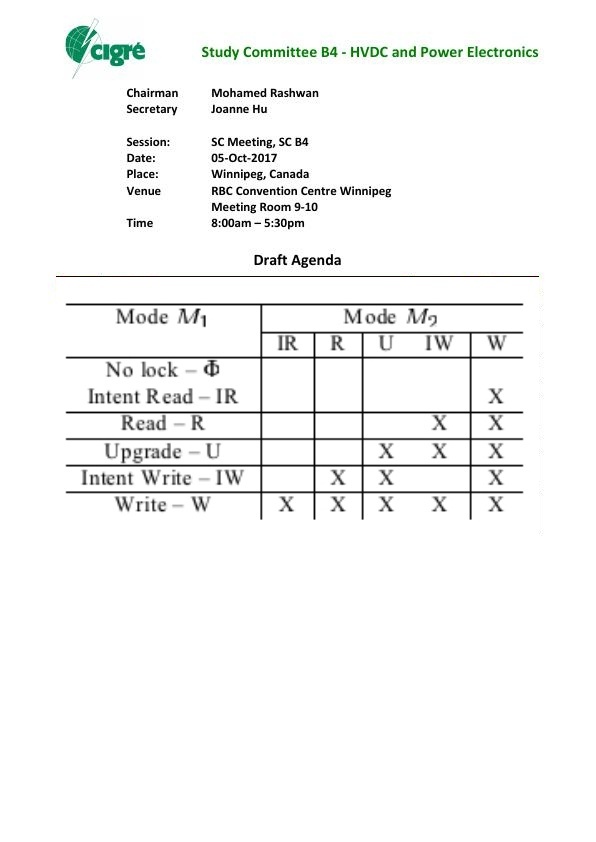 cigré
Study Committee B4 - HVDC and Power Electronics
Chairman Mohamed Rashwan
Secretary Joanne Hu
Session: SC Meeting, SC B4
Date: 05-Oct-2017
Place: Winnipeg, Canada
Venue RBC Convention Centre Winnipeg
Meeting Room 9-10
Time 8:00am – 5:30pm
Draft Agenda
Mode M₁ Mode M₂
IR R U IW W
No lock – Φ
Intent Read – IR X
Read – R X X
Upgrade – U X X X
Intent Write – IW X X X
Write – W X X X X X